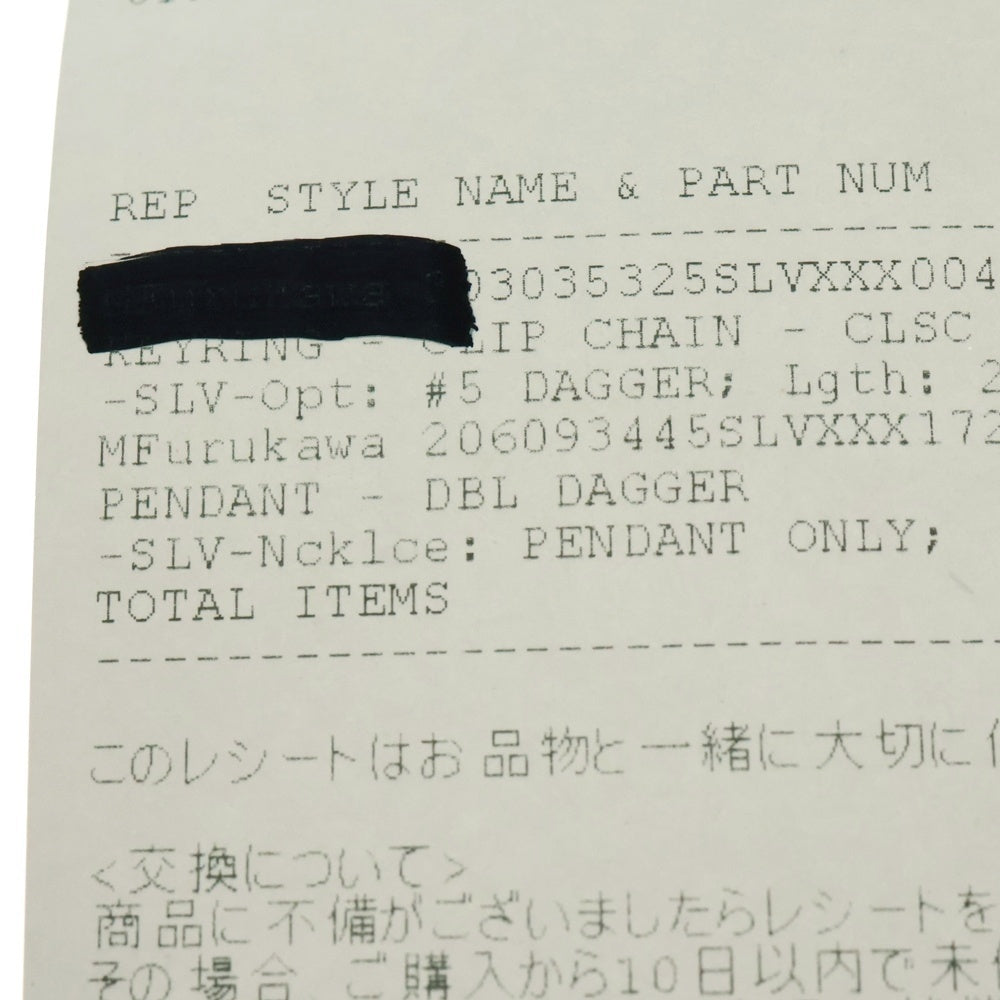 REP STYLE NAME & PART NUM
03035325SLVXXX004
KEYRING - CLIP CHAIN - CLSC
-SLV-Opt: #5 DAGGER; Lgth: 2
MFurukawa 206093445SLVXXX172
PENDANT - DBL DAGGER
-SLV-Ncklce: PENDANT ONLY;
TOTAL ITEMS
このレシートはお品物と一緒に大切に
<交換について>
商品に不備がございましたらレシートを
その場合 ご購入から10日以内で未